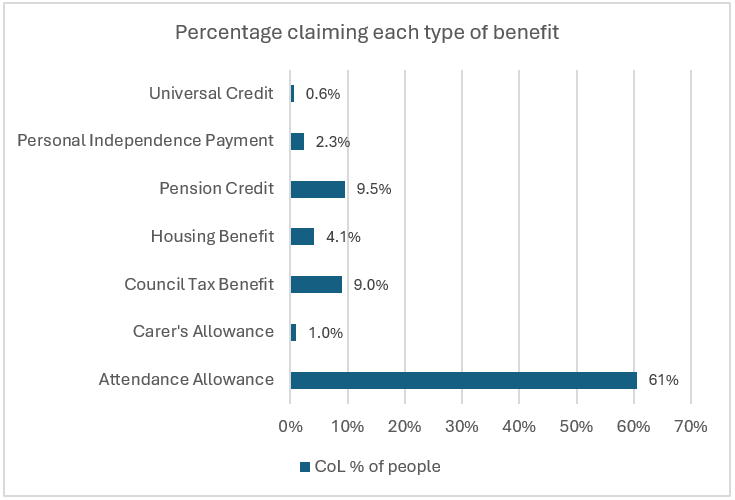 Percentage claiming each type of benefit
Universal Credit 0.6%
Personal Independence Payment 2.3%
Pension Credit 9.5%
Housing Benefit 4.1%
Council Tax Benefit 9.0%
Carer's Allowance 1.0%
Attendance Allowance 61%
0% 10% 20% 30% 40% 50% 60% 70%
CoL % of people